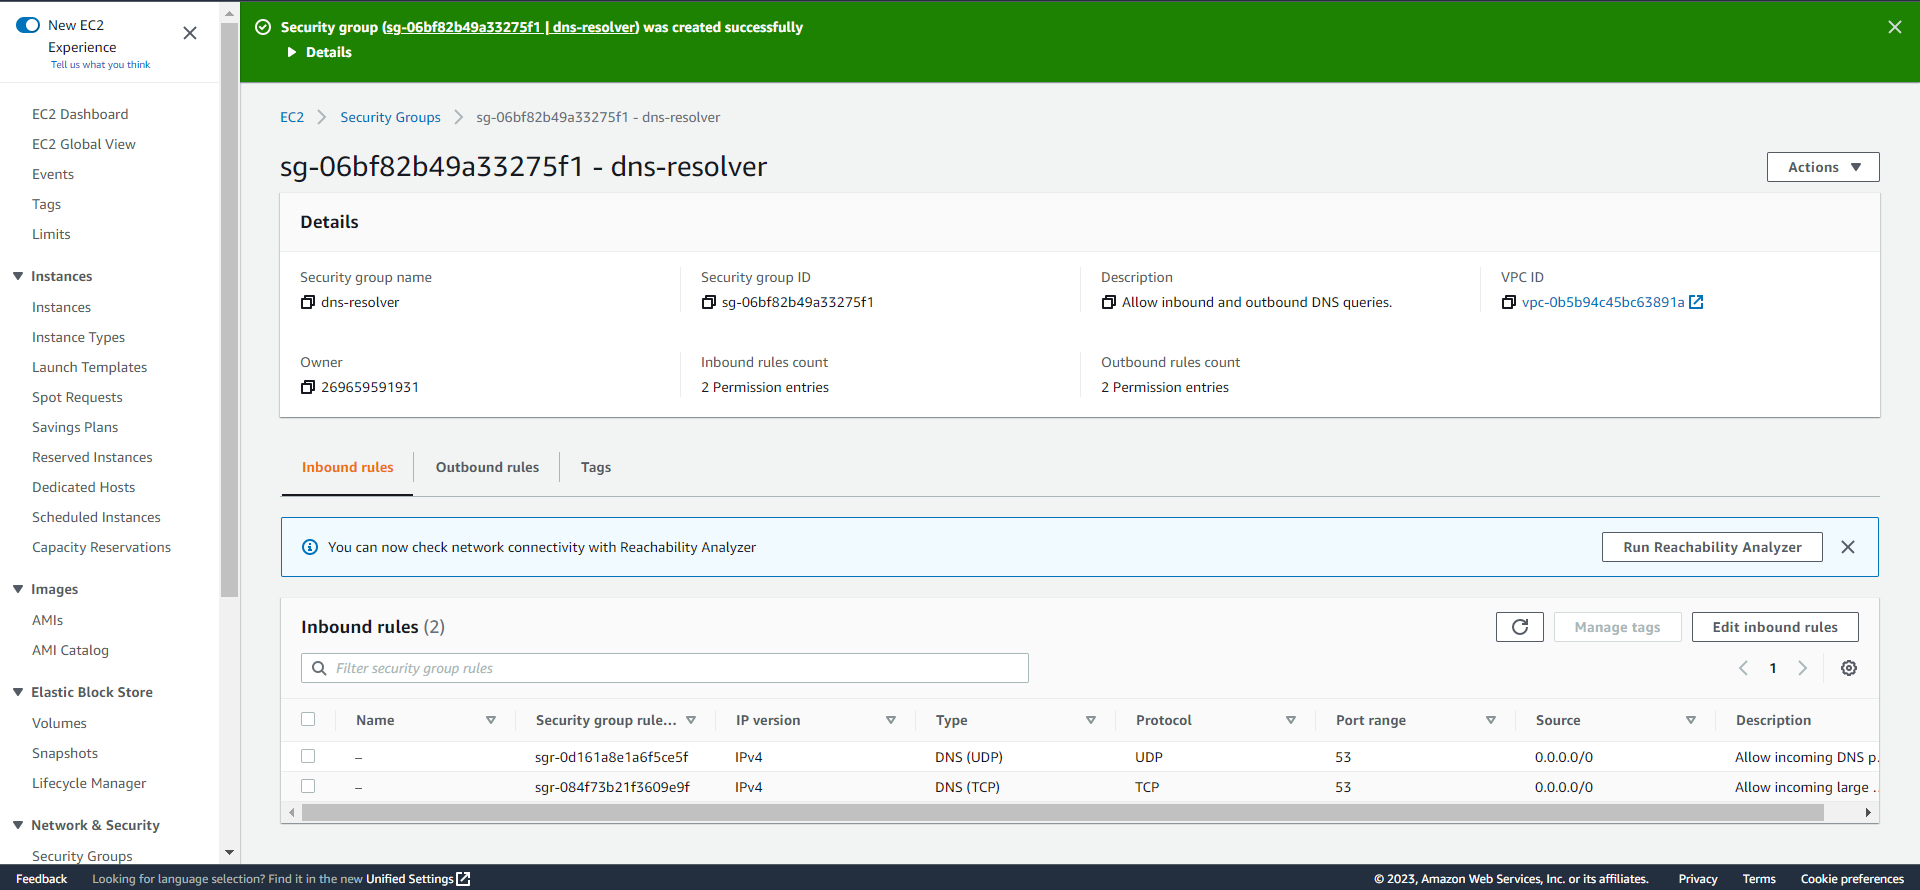 New EC2
Experience
Tell us what you think
EC2 Dashboard
EC2 Global View
Events
Tags
Limits
Instances
Instances
Instance Types
Launch Templates
Spot Requests
Savings Plans
Reserved Instances
Dedicated Hosts
Scheduled Instances
Capacity Reservations
Images
AMIs
AMI Catalog
Elastic Block Store
Volumes
Snapshots
Lifecycle Manager
Network & Security
Security Groups
Security group (sg-06bf82b49a33275f1 | dns-resolver) was created successfully
Details
EC2 Security Groups sg-06bf82b49a33275f1 - dns-resolver
sg-06bf82b49a33275f1 - dns-resolver
Actions
Details
Security group name
dns-resolver
Security group ID
sg-06bf82b49a33275f1
Description
Allow inbound and outbound DNS queries.
VPC ID
vpc-0b5b94c45bc63891a
Owner
269659591931
Inbound rules count
2 Permission entries
Outbound rules count
2 Permission entries
Inbound rules Outbound rules Tags
You can now check network connectivity with Reachability Analyzer
Run Reachability Analyzer
Inbound rules (2)
Manage tags
Edit inbound rules
Filter security group rules
1
Name Security group rule... IP version Type Protocol Port range Source Description
– sgr-0d161a8e1a6f5ce5f IPv4 DNS (UDP) UDP 53 0.0.0.0/0 Allow incoming DNS p...
– sgr-084f73b21f3609e9f IPv4 DNS (TCP) TCP 53 0.0.0.0/0 Allow incoming large ...
Feedback Looking for language selection? Find it in the new Unified Settings
© 2023, Amazon Web Services, Inc. or its affiliates. Privacy Terms Cookie preferences